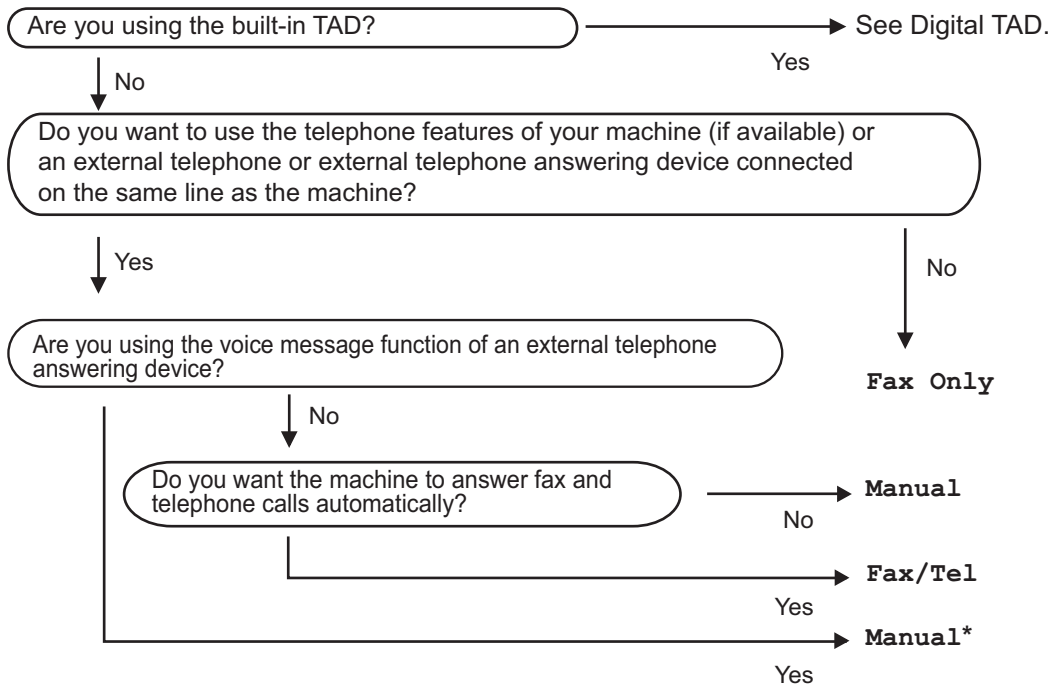 Are you using the built-in TAD?
See Digital TAD.
Yes
No
Do you want to use the telephone features of your machine (if available) or
an external telephone or external telephone answering device connected
on the same line as the machine?
Yes
No
Are you using the voice message function of an external telephone
answering device?
Fax Only
No
Do you want the machine to answer fax and
telephone calls automatically?
Manual
No
Fax/Tel
Yes
Manual*
Yes